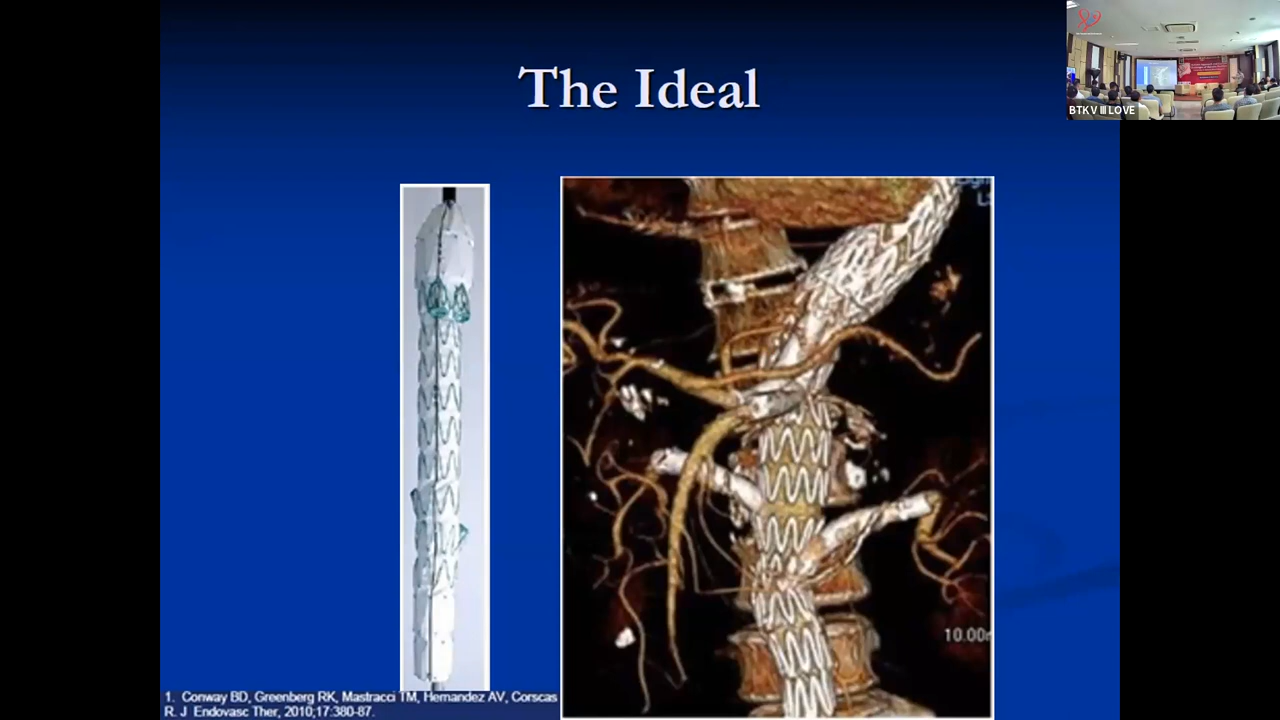 The Ideal
BTKV III LOVE
10.00
1. Conway BD, Greenberg RK, Mastracci TM, Hernandez AV, Corscas
R. J Endovasc Ther, 2010;17:380-87.